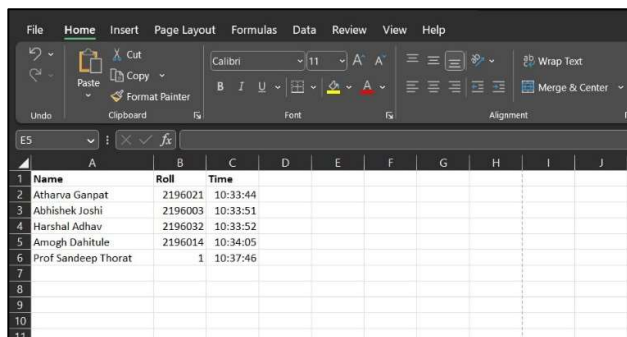 File Home Insert Page Layout Formulas Data Review View Help
Cut
Copy
Format Painter
Paste
Calibri 11 A^ A˅
B I U A
ab Wrap Text
Merge & Center
Undo Clipboard Font Alignment
E5 fx
A B C D E F G H I J
1 Name Roll Time
2 Atharva Ganpat 2196021 10:33:44
3 Abhishek Joshi 2196003 10:33:51
4 Harshal Adhav 2196032 10:33:52
5 Amogh Dahitule 2196014 10:34:05
6 Prof Sandeep Thorat 1 10:37:46
7
8
9
10
11